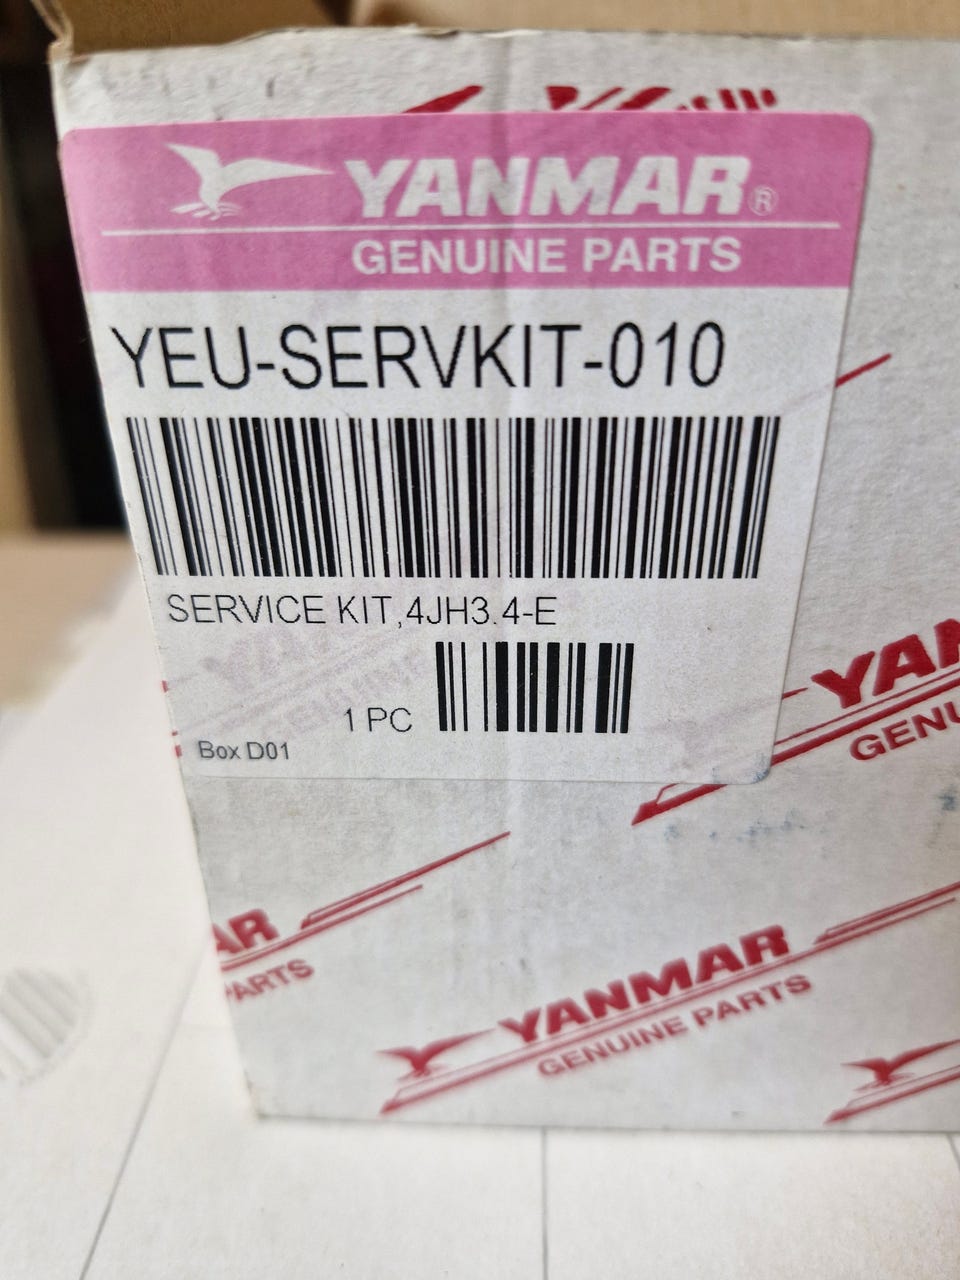 YANMAR®
GENUINE PARTS
YEU-SERVKIT-010
SERVICE KIT,4JH3.4-E
1 PC
Box D01
YAN
GENU
AR
PARTS
YANMAR
GENUINE PARTS